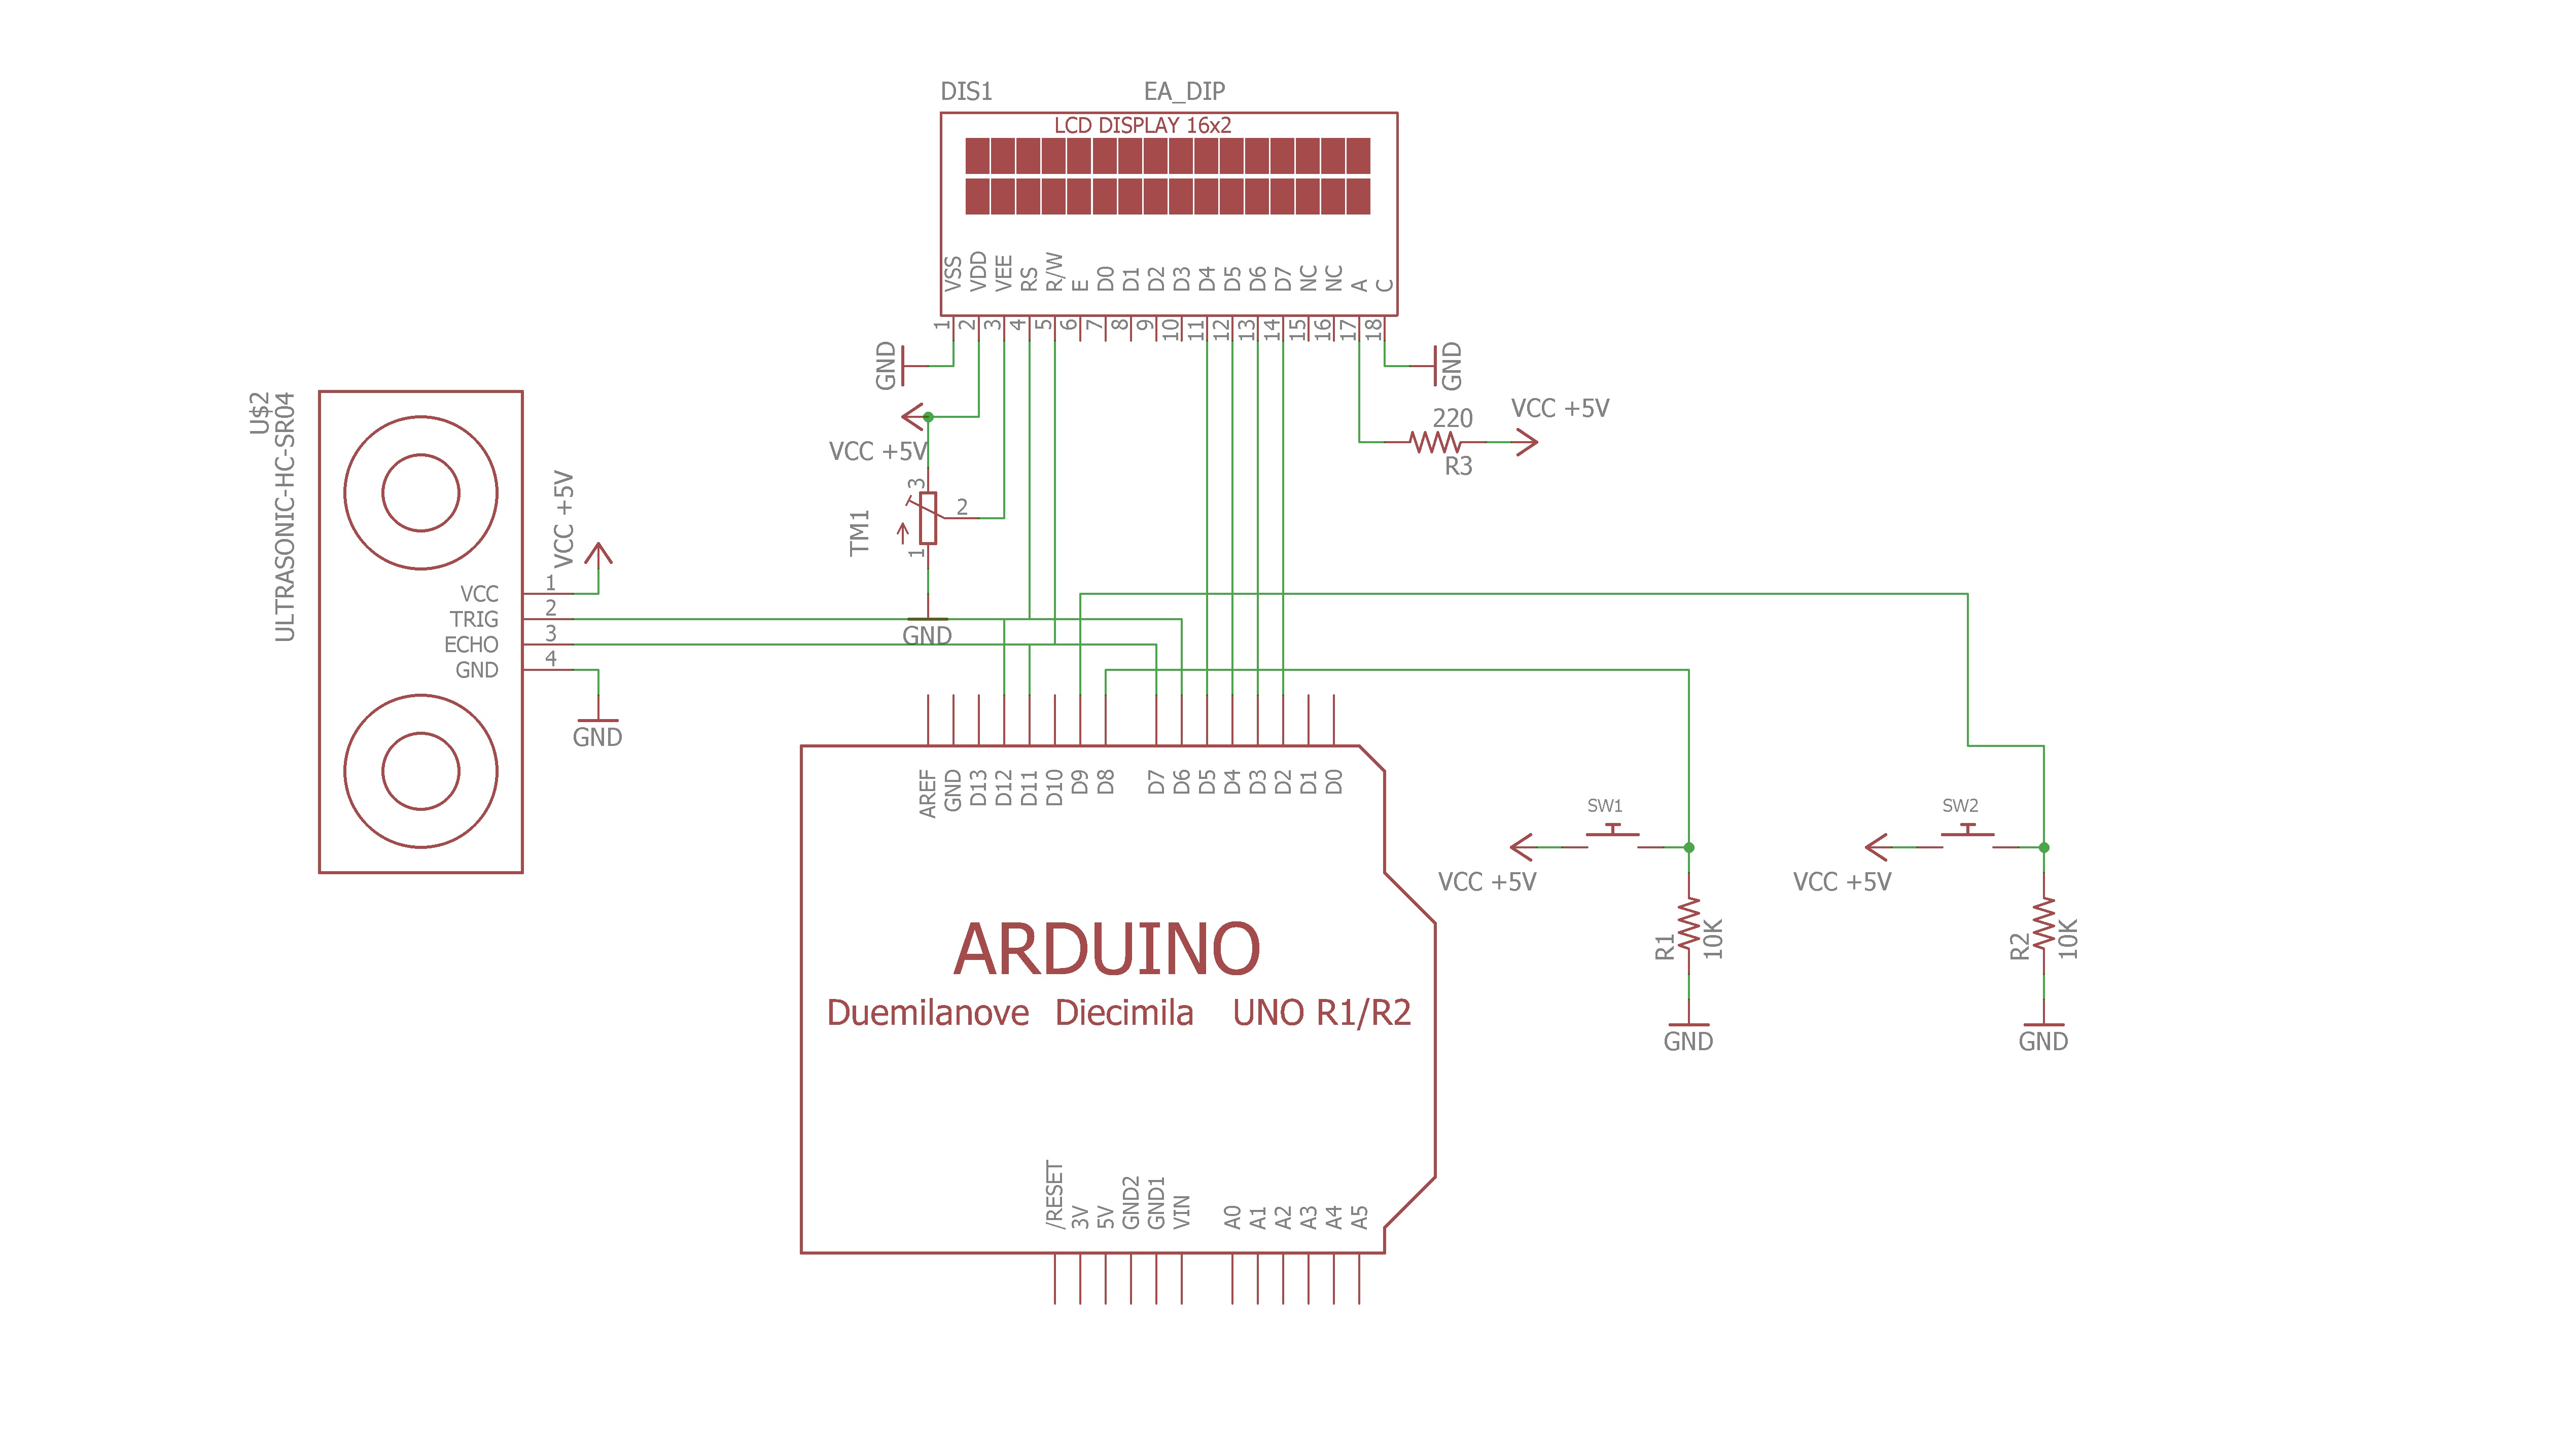 DIS1
EA_DIP
LCD DISPLAY 16x2
VSS
VDD
VEE
RS
R/W
E
D0
D1
D2
D3
D4
D5
D6
D7
NC
NC
A
C
1
2
3
4
5
6
7
8
9
10
11
12
13
14
15
16
17
18
GND
GND
VCC +5V
220
R3
VCC +5V
TM1
3
2
1
GND
U$2
ULTRASONIC-HC-SR04
VCC +5V
VCC
TRIG
ECHO
GND
1
2
3
4
GND
AREF
GND
D13
D12
D11
D10
D9
D8
D7
D6
D5
D4
D3
D2
D1
D0
ARDUINO
Duemilanove Diecimila UNO R1/R2
/RESET
3V
5V
GND2
GND1
VIN
A0
A1
A2
A3
A4
A5
SW1
VCC +5V
R1
10K
GND
SW2
VCC +5V
R2
10K
GND